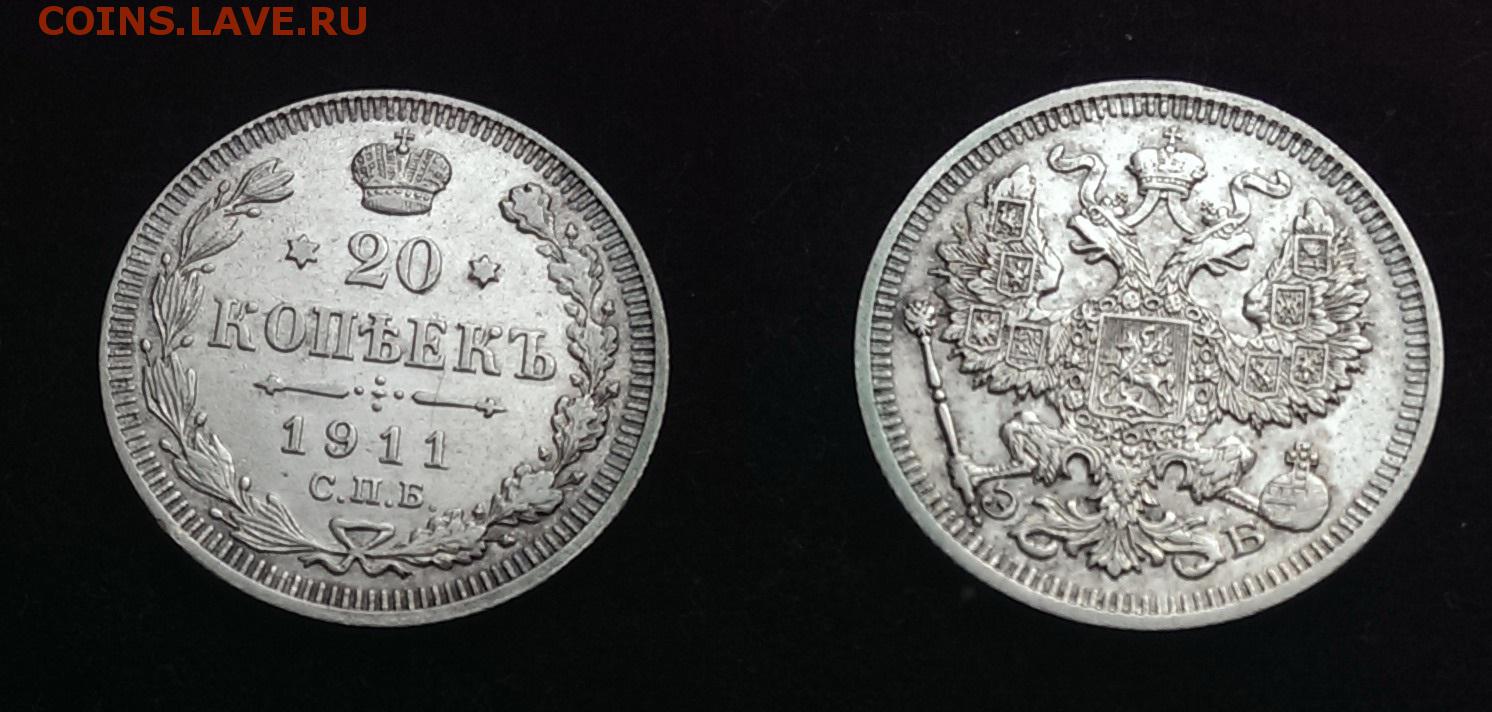 COINS.LAVE.RU
20
КОПѢЕКЪ
1911
С.П.Б.
Э Б